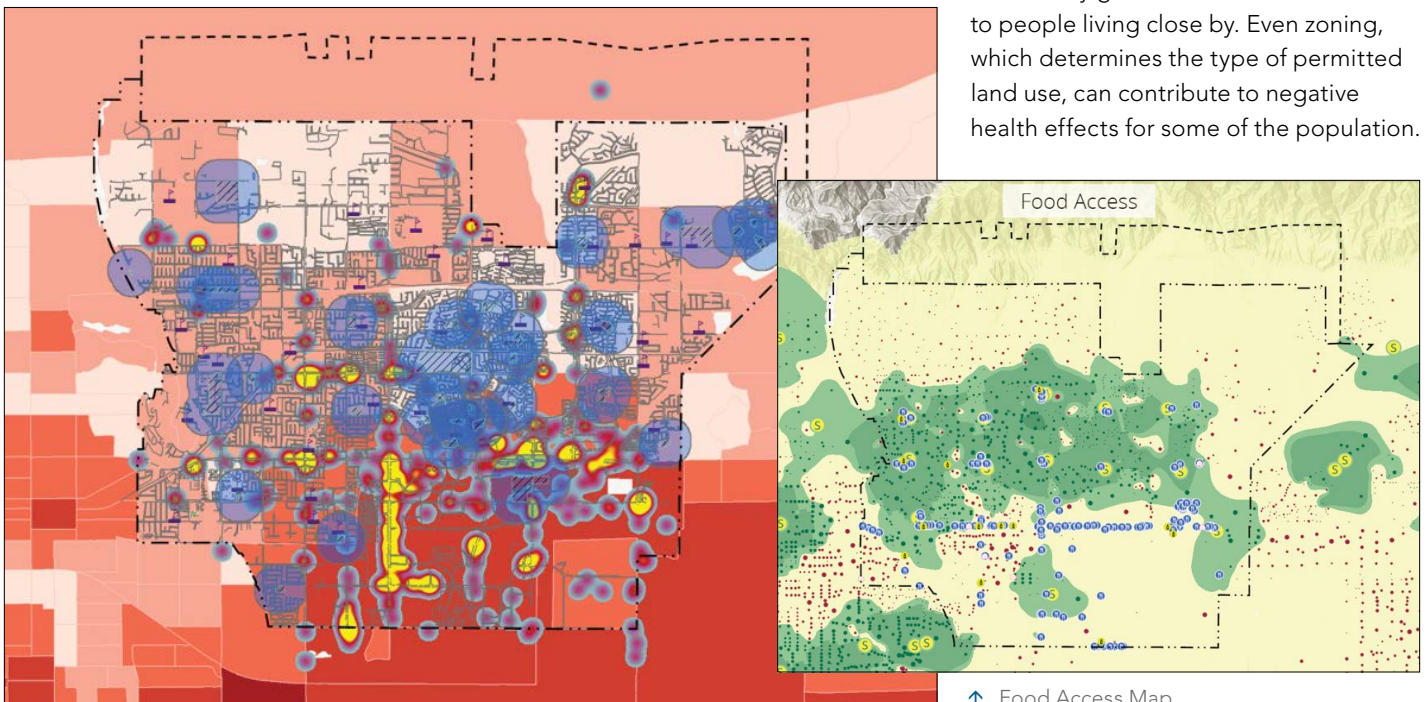 to people living close by. Even zoning,
which determines the type of permitted
land use, can contribute to negative
health effects for some of the population.
Food Access
S
S
S
S
S
S
S
S
S
S
S
S
S
↑ Food Access Map